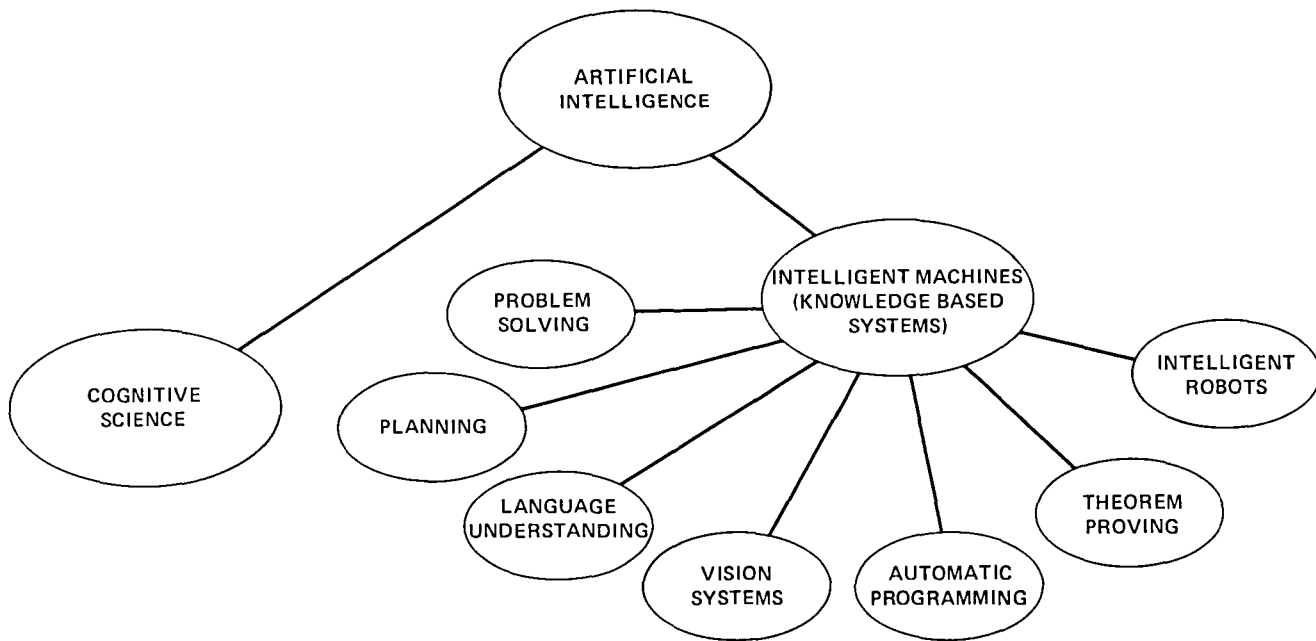 ARTIFICIAL
INTELLIGENCE
INTELLIGENT MACHINES
(KNOWLEDGE BASED
SYSTEMS)
PROBLEM
SOLVING
INTELLIGENT
ROBOTS
COGNITIVE
SCIENCE
PLANNING
LANGUAGE
UNDERSTANDING
THEOREM
PROVING
VISION
SYSTEMS
AUTOMATIC
PROGRAMMING